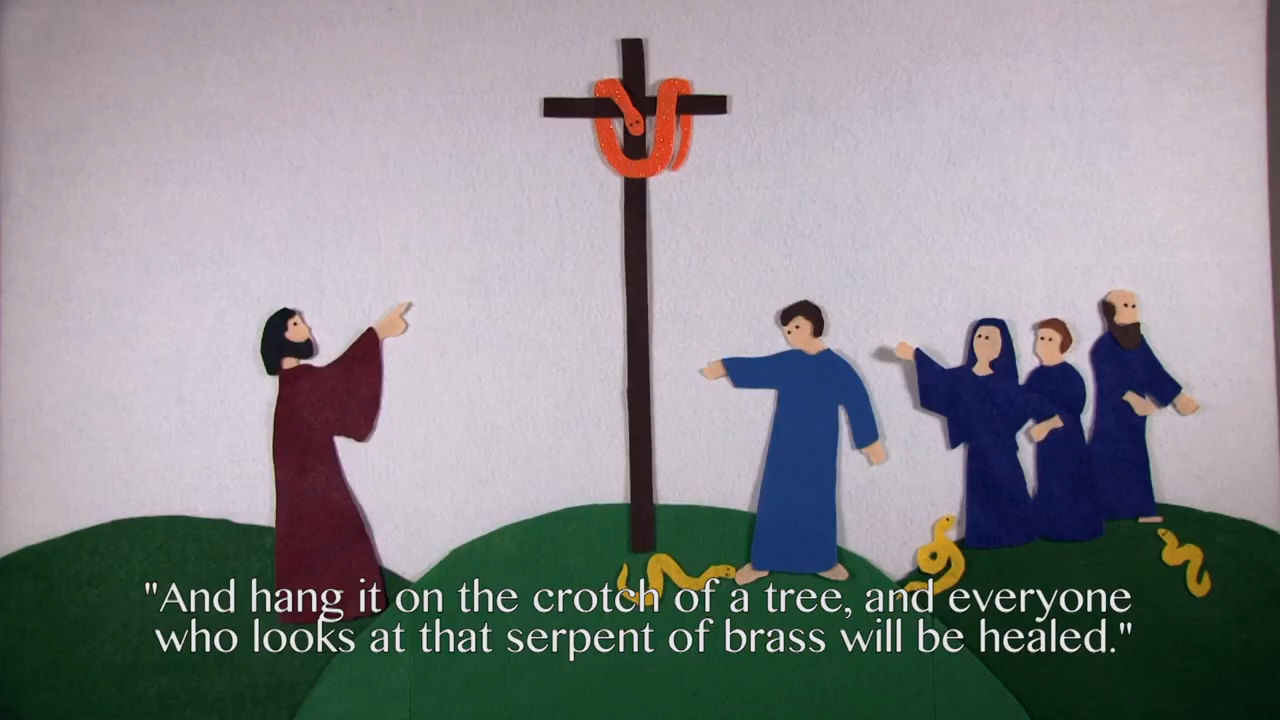 "And hang it on the crotch of a tree, and everyone
who looks at that serpent of brass will be healed."